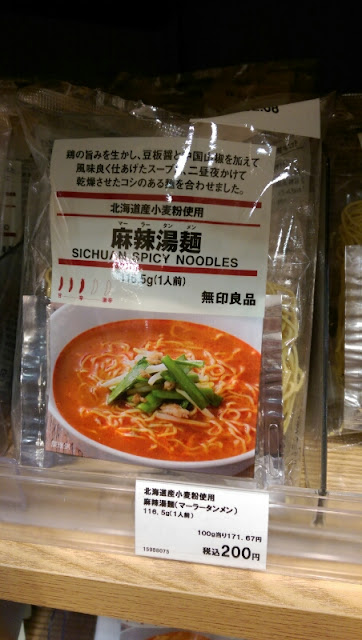 鶏の旨みを生かし、豆板醤と中国山椒を加えて
風味良く仕あげたスープに、二昼夜かけて
乾燥させたコシのある麺を合わせました。
北海道産小麦粉使用
マーラータンメン
麻辣湯麺
SICHUAN SPICY NOODLES
116.5g(1人前)
無印良品
北海道産小麦粉使用
麻辣湯麺(マーラータンメン)
116.5g(1人前)
100g当り171.67円
税込200円